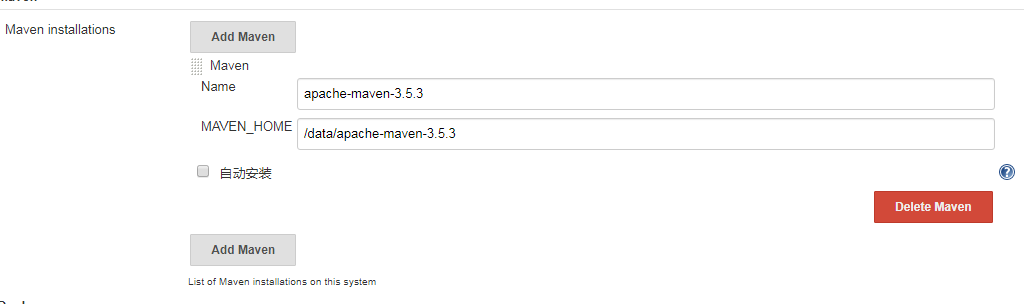 Maven installations
Add Maven
Maven
Name
apache-maven-3.5.3
MAVEN_HOME
/data/apache-maven-3.5.3
自动安装
?
Delete Maven
Add Maven
List of Maven installations on this system